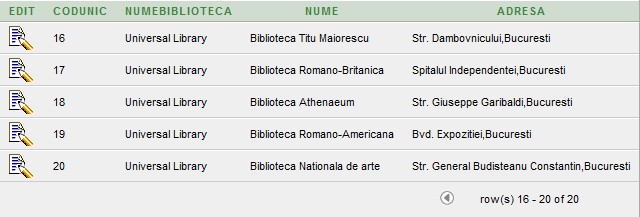 EDIT CODUNIC NUMEBIBLIOTECA NUME ADRESA
16 Universal Library Biblioteca Titu Maiorescu Str. Dambovnicului,Bucuresti
17 Universal Library Biblioteca Romano-Britanica Spitalul Independentei,Bucuresti
18 Universal Library Biblioteca Athenaeum Str. Giuseppe Garibaldi,Bucuresti
19 Universal Library Biblioteca Romano-Americana Bvd. Expozitiei,Bucuresti
20 Universal Library Biblioteca Nationala de arte Str. General Budisteanu Constantin,Bucuresti
row(s) 16 - 20 of 20